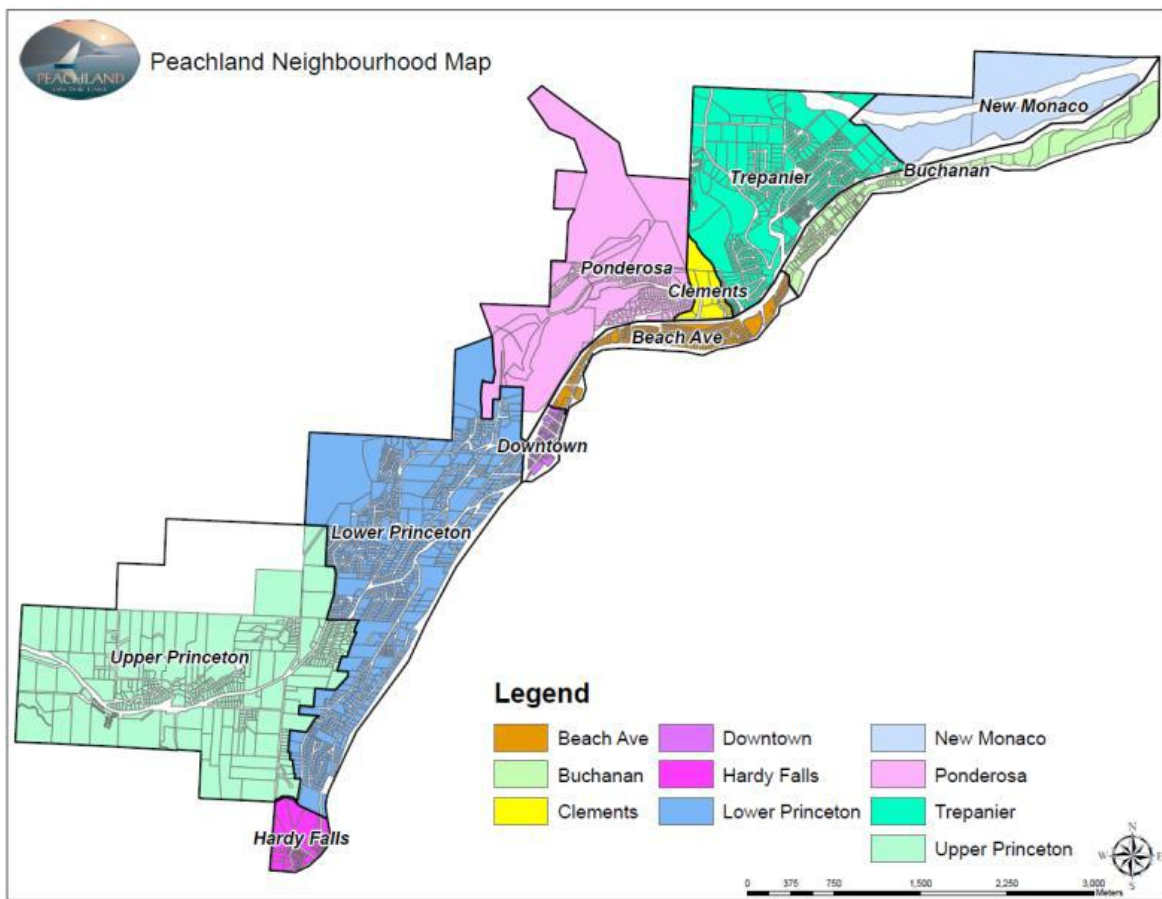 PEACHLAND
Peachland Neighbourhood Map
New Monaco
Trepanier
Buchanan
Ponderosa
Clements
Beach Ave
Downtown
Lower Princeton
Upper Princeton
Hardy Falls
Legend
Beach Ave
Buchanan
Clements
Downtown
Hardy Falls
Lower Princeton
New Monaco
Ponderosa
Trepanier
Upper Princeton
N
W E
S
0 375 750 1,500 2,250 3,000
Meters